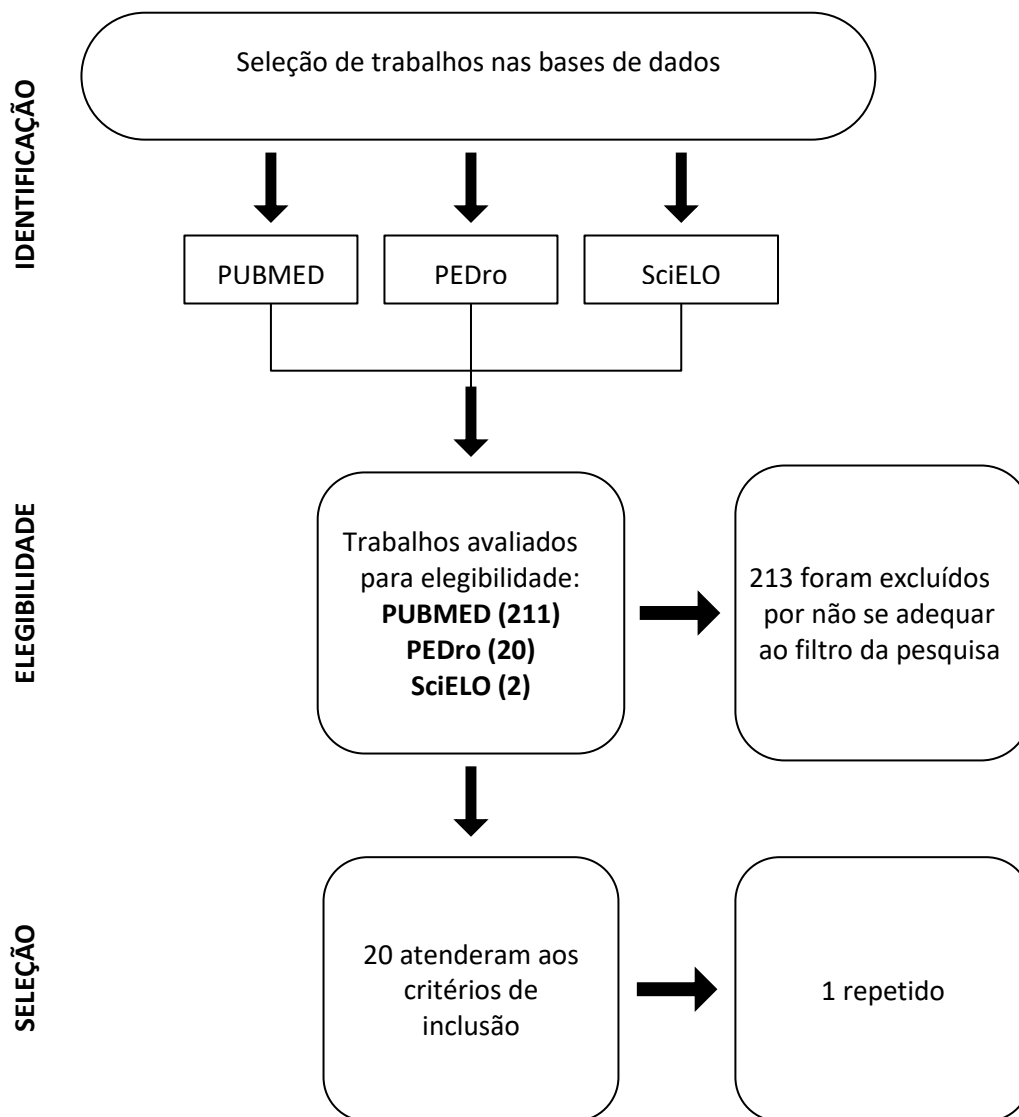 IDENTIFICAÇÃO
Seleção de trabalhos nas bases de dados
PUBMED
PEDro
SciELO
ELEGIBILIDADE
Trabalhos avaliados
para elegibilidade:
PUBMED (211)
PEDro (20)
SciELO (2)
213 foram excluídos
por não se adequar
ao filtro da pesquisa
SELEÇÃO
20 atenderam aos
critérios de
inclusão
1 repetido